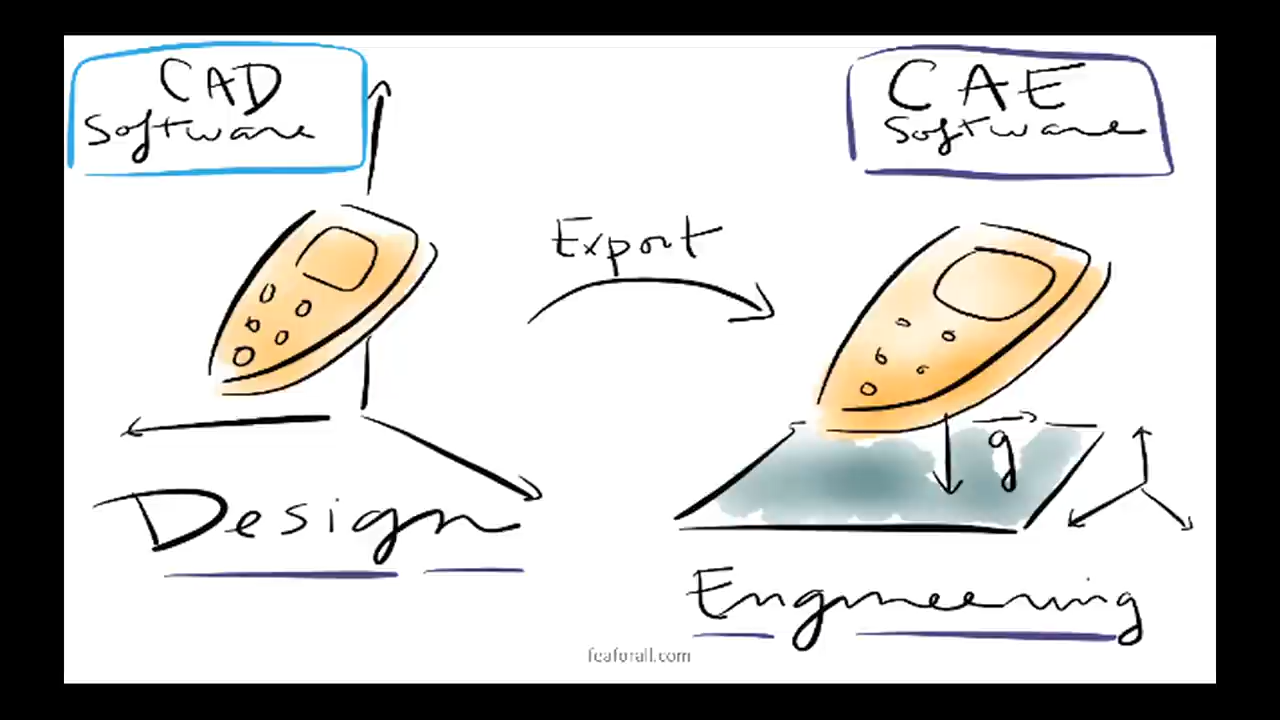 CAD
Software
CAE
Software
Export
g
Design
Engineering
feaforall.com